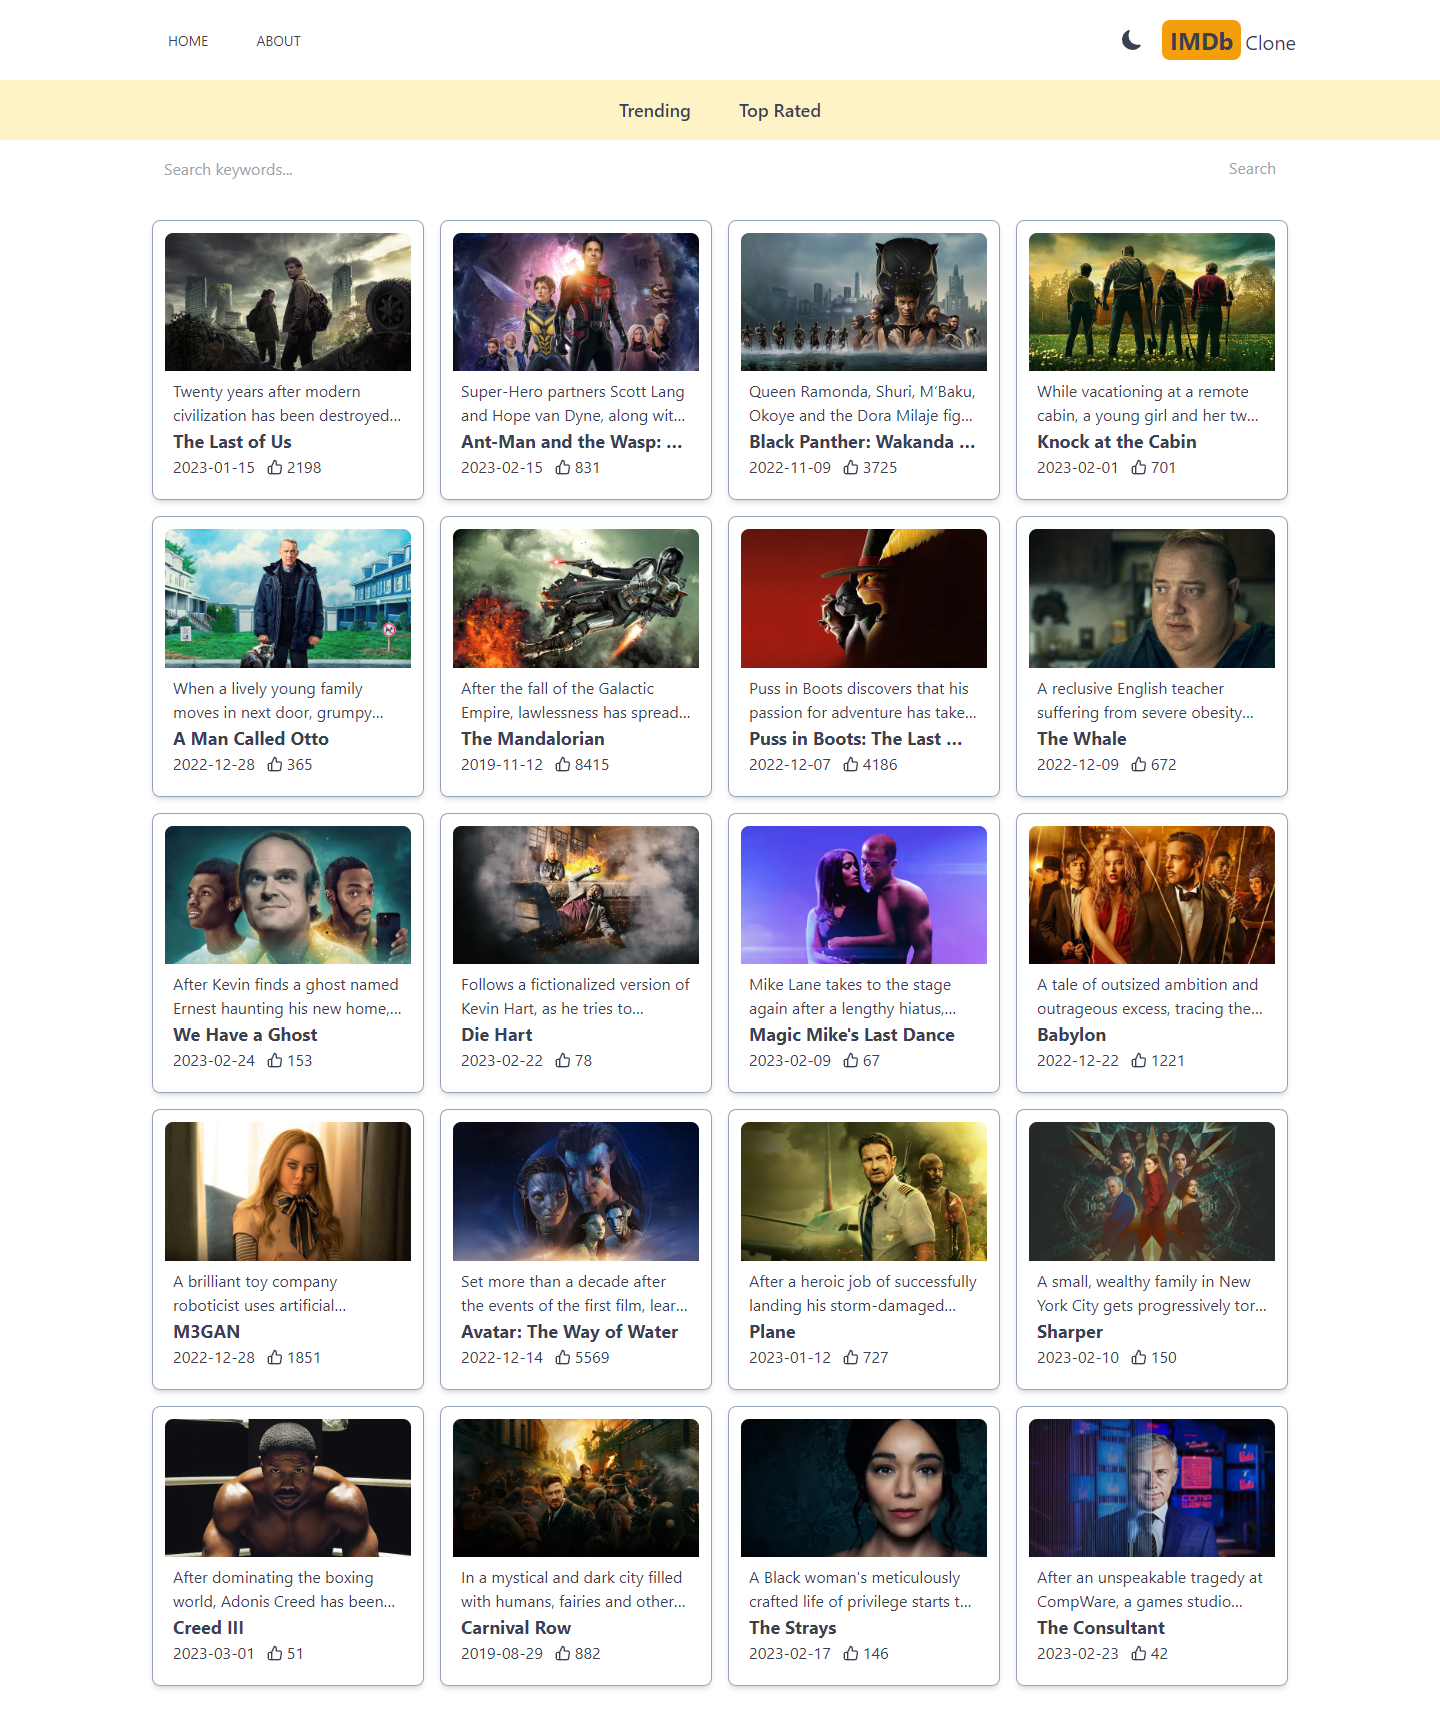 HOME
ABOUT
IMDb Clone
Trending
Top Rated
Search keywords...
Search
Twenty years after modern
civilization has been destroyed…
The Last of Us
2023-01-15 2198
Super-Hero partners Scott Lang
and Hope van Dyne, along wit…
Ant-Man and the Wasp: …
2023-02-15 831
Queen Ramonda, Shuri, M’Baku,
Okoye and the Dora Milaje fig…
Black Panther: Wakanda …
2022-11-09 3725
While vacationing at a remote
cabin, a young girl and her tw…
Knock at the Cabin
2023-02-01 701
When a lively young family
moves in next door, grumpy…
A Man Called Otto
2022-12-28 365
After the fall of the Galactic
Empire, lawlessness has spread…
The Mandalorian
2019-11-12 8415
Puss in Boots discovers that his
passion for adventure has take…
Puss in Boots: The Last …
2022-12-07 4186
A reclusive English teacher
suffering from severe obesity…
The Whale
2022-12-09 672
After Kevin finds a ghost named
Ernest haunting his new home,…
We Have a Ghost
2023-02-24 153
Follows a fictionalized version of
Kevin Hart, as he tries to…
Die Hart
2023-02-22 78
Mike Lane takes to the stage
again after a lengthy hiatus,…
Magic Mike's Last Dance
2023-02-09 67
A tale of outsized ambition and
outrageous excess, tracing the…
Babylon
2022-12-22 1221
A brilliant toy company
roboticist uses artificial…
M3GAN
2022-12-28 1851
Set more than a decade after
the events of the first film, lear…
Avatar: The Way of Water
2022-12-14 5569
After a heroic job of successfully
landing his storm-damaged…
Plane
2023-01-12 727
A small, wealthy family in New
York City gets progressively tor…
Sharper
2023-02-10 150
After dominating the boxing
world, Adonis Creed has been…
Creed III
2023-03-01 51
In a mystical and dark city filled
with humans, fairies and other…
Carnival Row
2019-08-29 882
A Black woman's meticulously
crafted life of privilege starts t…
The Strays
2023-02-17 146
COMP
WARE
After an unspeakable tragedy at
CompWare, a games studio…
The Consultant
2023-02-23 42